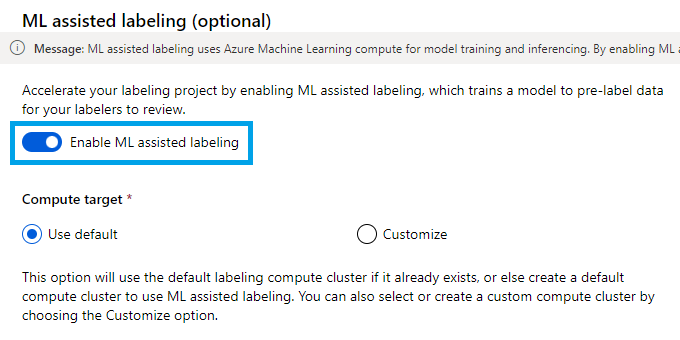 ML assisted labeling (optional)
Message: ML assisted labeling uses Azure Machine Learning compute for model training and inferencing. By enabling ML
Accelerate your labeling project by enabling ML assisted labeling, which trains a model to pre-label data
for your labelers to review.
Enable ML assisted labeling
Compute target *
Use default
Customize
This option will use the default labeling compute cluster if it already exists, or else create a default
compute cluster to use ML assisted labeling. You can also select or create a custom compute cluster by
choosing the Customize option.